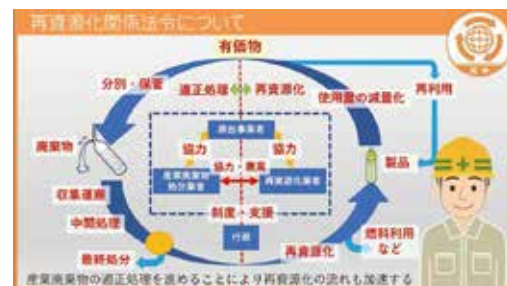 再資源化関係法令について
有価物
分別・保管
適正処理
再資源化
使用量の減量化
再利用
排出事業者
廃棄物
協力
協力
協力・連携
製品
産業廃棄物
処分業者
再資源化業者
収集運搬
制度・支援
中間処理
行政
再資源化
燃料利用
など
最終処分
産業廃棄物の適正処理を進めることにより再資源化の流れも加速する